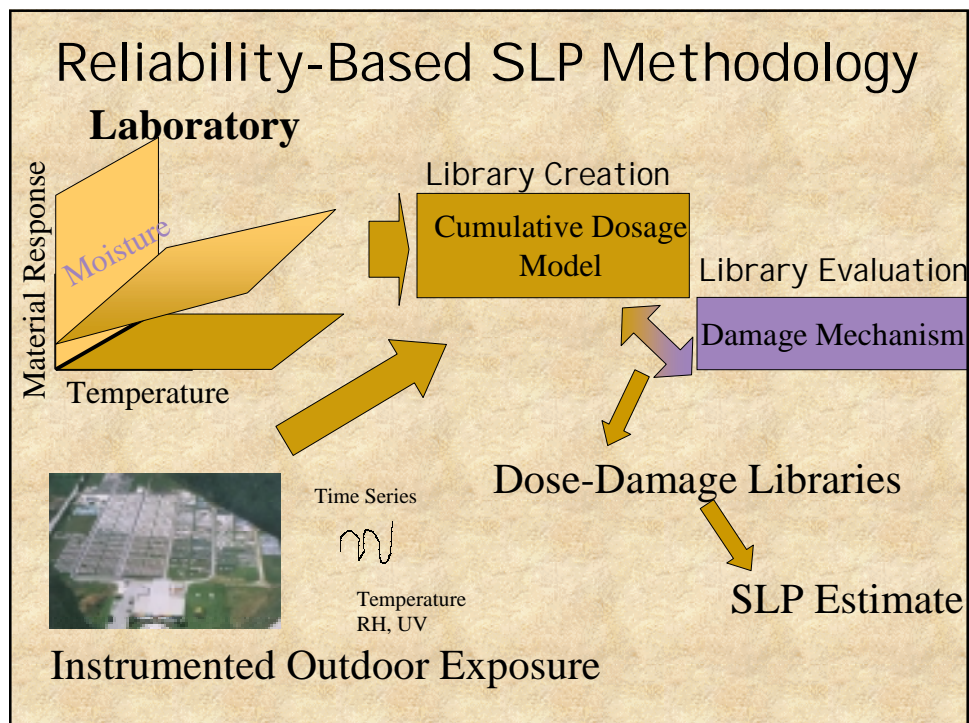 Reliability-Based SLP Methodology
Laboratory
Material Response
Moisture
Temperature
Library Creation
Cumulative Dosage
Model
Library Evaluation
Damage Mechanism
Time Series
Temperature
RH, UV
Dose-Damage Libraries
SLP Estimate
Instrumented Outdoor Exposure